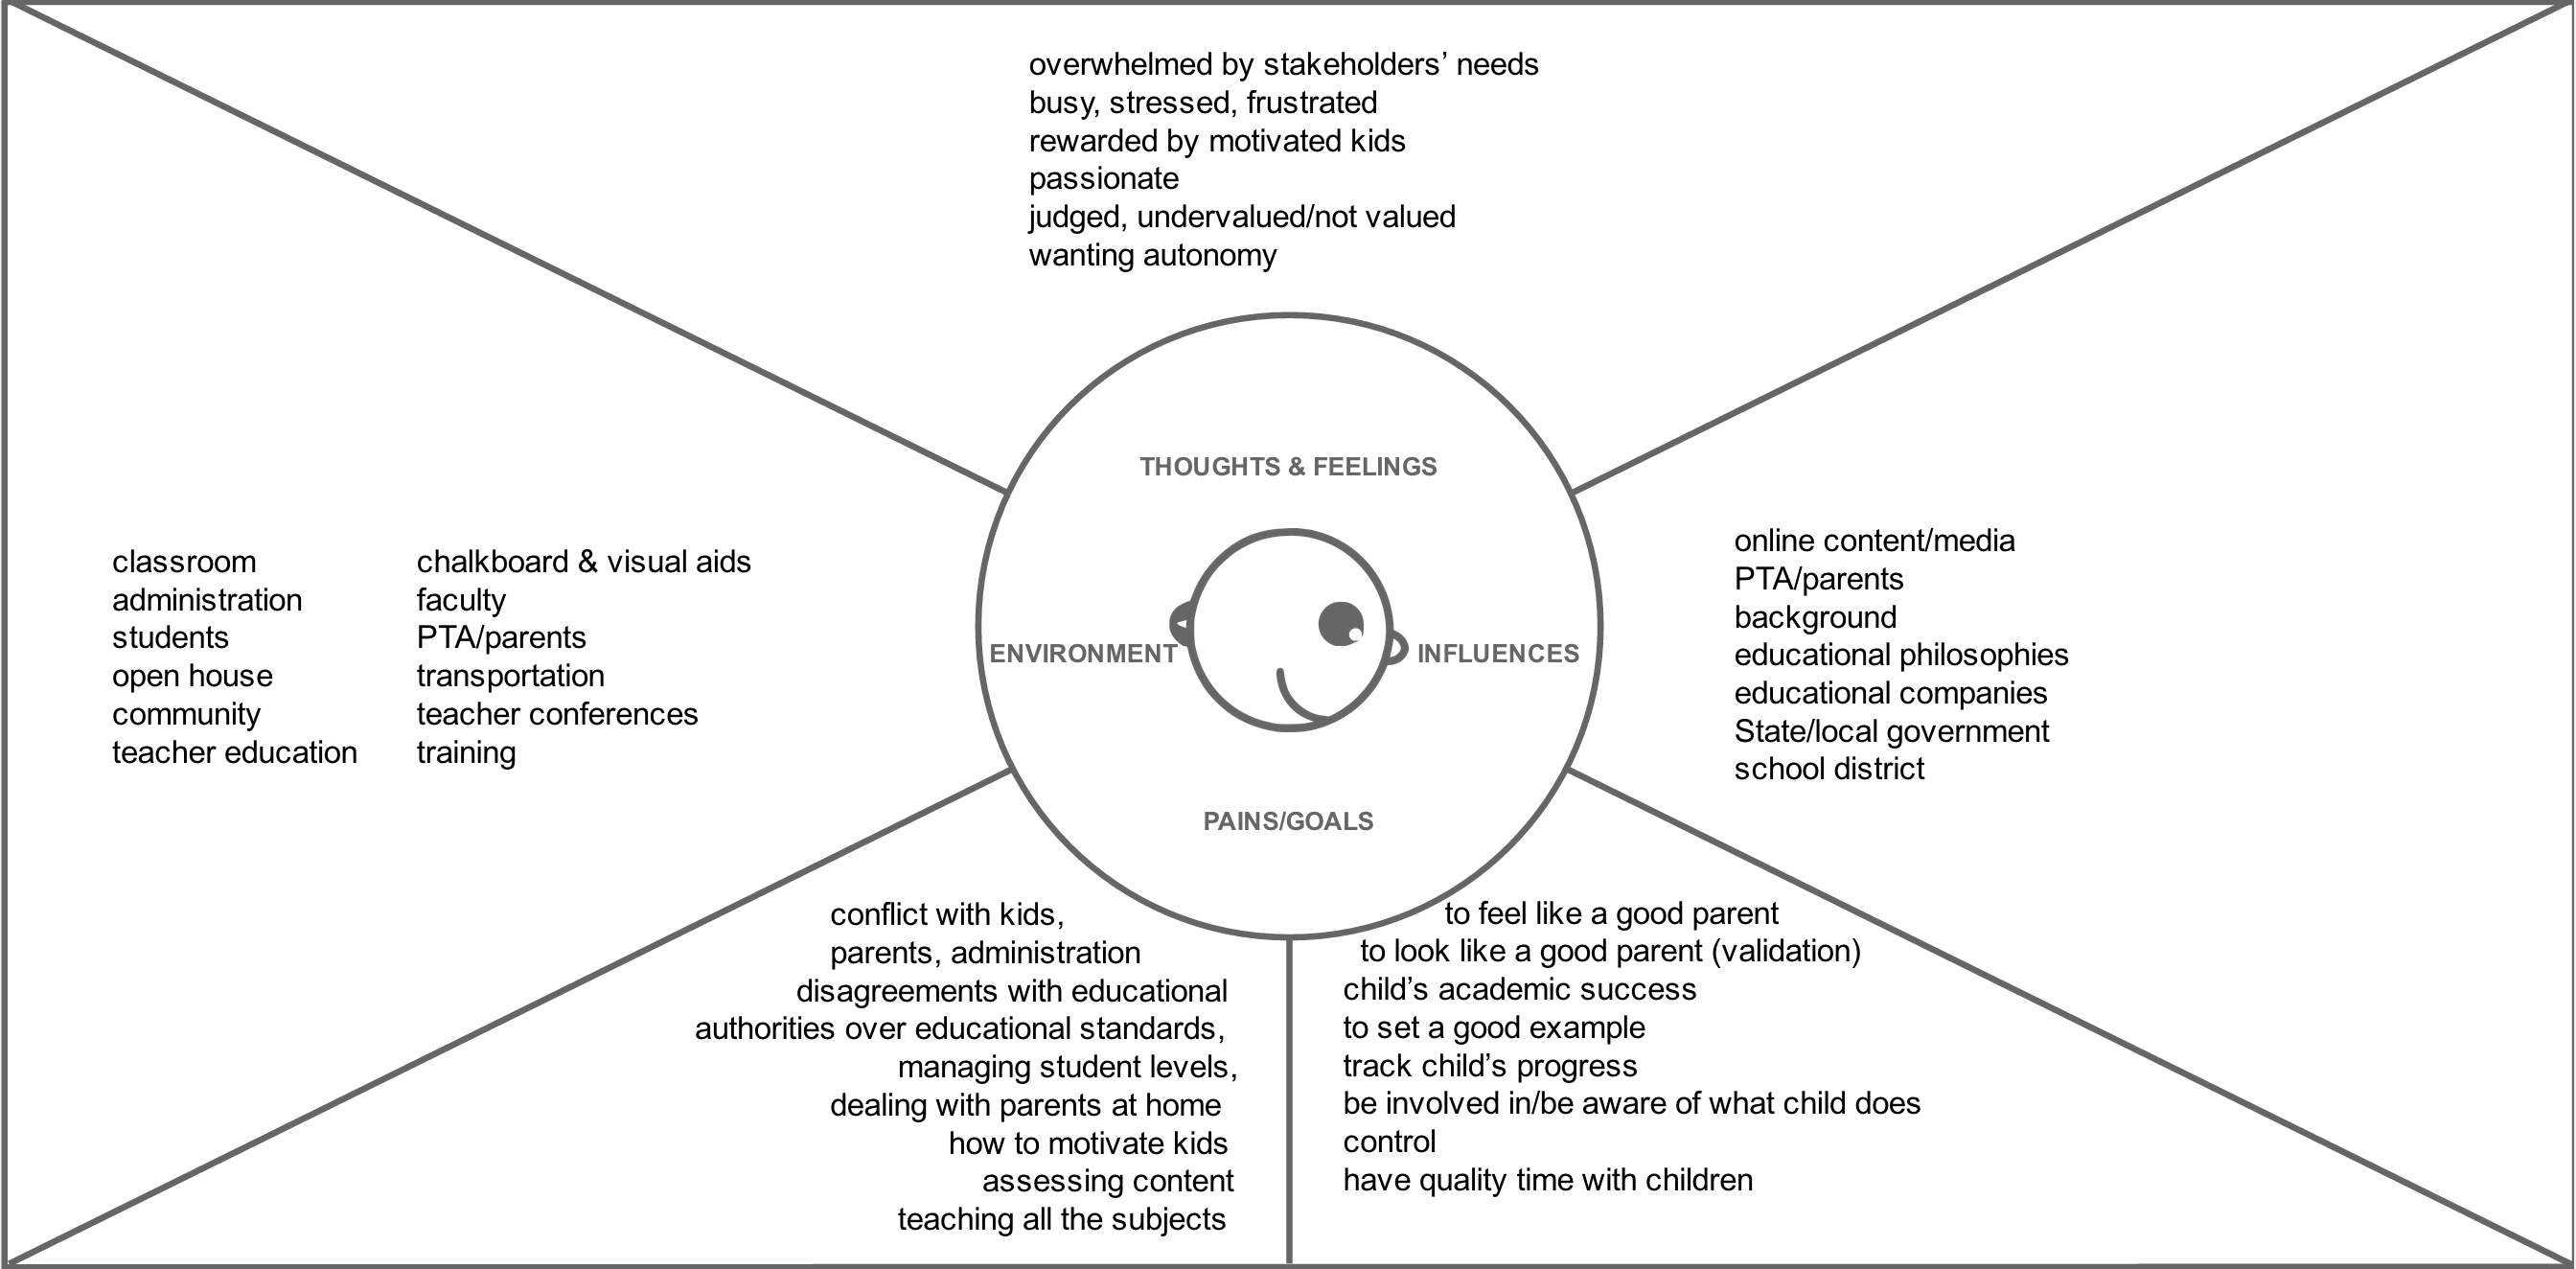 overwhelmed by stakeholders’ needs
busy, stressed, frustrated
rewarded by motivated kids
passionate
judged, undervalued/not valued
wanting autonomy
THOUGHTS & FEELINGS
classroom
administration
students
open house
community
teacher education
chalkboard & visual aids
faculty
PTA/parents
transportation
teacher conferences
training
ENVIRONMENT
INFLUENCES
online content/media
PTA/parents
background
educational philosophies
educational companies
State/local government
school district
PAINS/GOALS
conflict with kids,
parents, administration
disagreements with educational
authorities over educational standards,
managing student levels,
dealing with parents at home
how to motivate kids
assessing content
teaching all the subjects
to feel like a good parent
to look like a good parent (validation)
child’s academic success
to set a good example
track child’s progress
be involved in/be aware of what child does
control
have quality time with children